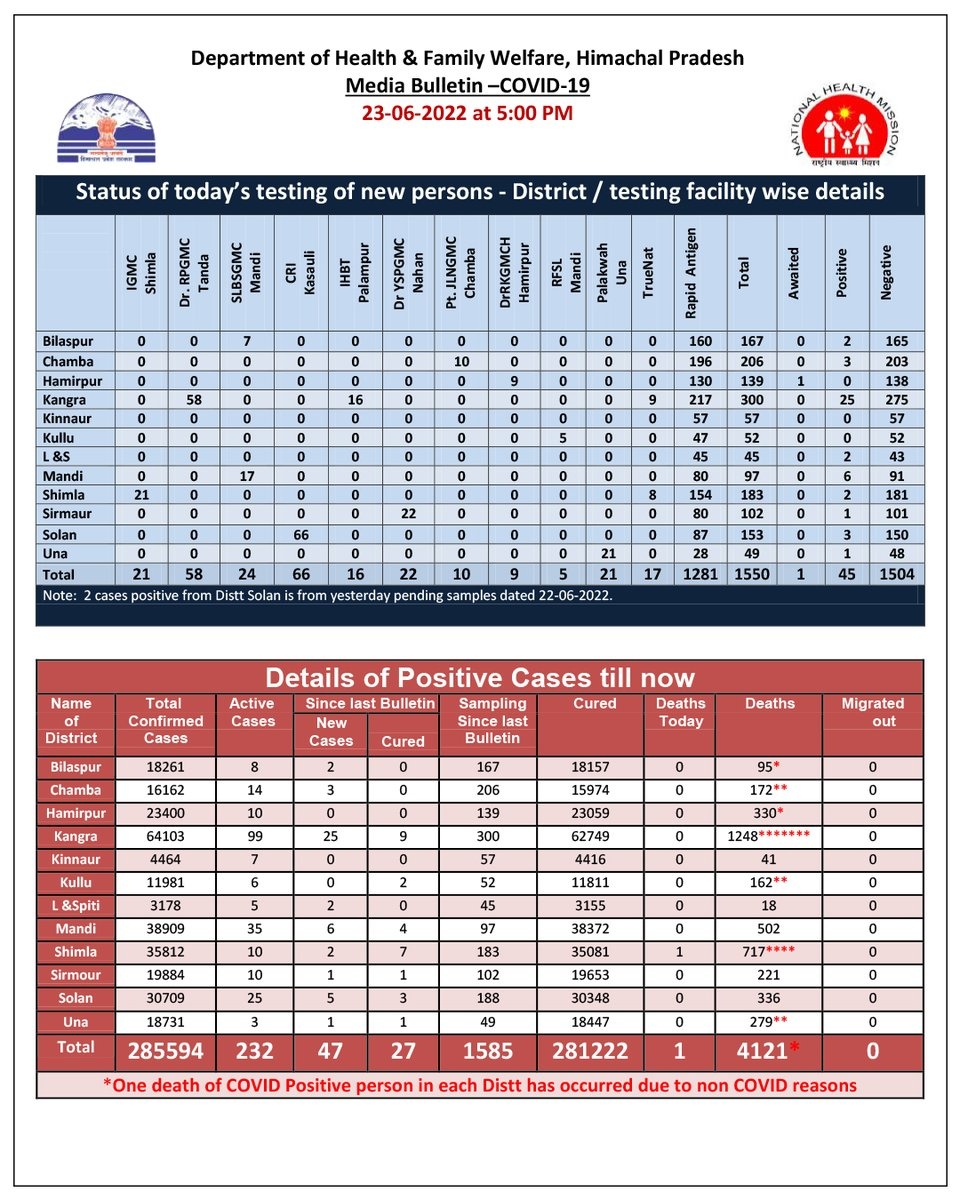 Department of Health & Family Welfare, Himachal Pradesh
Media Bulletin –COVID-19
23-06-2022 at 5:00 PM
NATIONAL HEALTH MISSION
राष्ट्रीय स्वास्थ्य मिशन
Status of today's testing of new persons - District / testing facility wise details
IGMC Shimla Dr. RPGMC Tanda SLBSGMC Mandi CRI Kasauli IHBT Palampur Dr YSPGMC Nahan Pt. JLNGMC Chamba DrRKGMCH Hamirpur RFSL Mandi Palakwah Una TrueNat Rapid Antigen Total Awaited Positive Negative
Bilaspur 0 0 7 0 0 0 0 0 0 0 0 160 167 0 2 165
Chamba 0 0 0 0 0 0 10 0 0 0 0 196 206 0 3 203
Hamirpur 0 0 0 0 0 0 0 9 0 0 0 130 139 1 0 138
Kangra 0 58 0 0 16 0 0 0 0 0 9 217 300 0 25 275
Kinnaur 0 0 0 0 0 0 0 0 0 0 0 57 57 0 0 57
Kullu 0 0 0 0 0 0 0 0 5 0 0 47 52 0 0 52
L &S 0 0 0 0 0 0 0 0 0 0 0 45 45 0 2 43
Mandi 0 0 17 0 0 0 0 0 0 0 0 80 97 0 6 91
Shimla 21 0 0 0 0 0 0 0 0 0 8 154 183 0 2 181
Sirmaur 0 0 0 0 0 22 0 0 0 0 0 80 102 0 1 101
Solan 0 0 0 66 0 0 0 0 0 0 0 87 153 0 3 150
Una 0 0 0 0 0 0 0 0 0 21 0 28 49 0 1 48
Total 21 58 24 66 16 22 10 9 5 21 17 1281 1550 1 45 1504
Note: 2 cases positive from Distt Solan is from yesterday pending samples dated 22-06-2022.
Details of Positive Cases till now
Name of District Total Confirmed Cases Active Cases Since last Bulletin New Cases Cured Sampling Since last Bulletin Cured Deaths Today Deaths Migrated out
Bilaspur 18261 8 2 0 167 18157 0 95* 0
Chamba 16162 14 3 0 206 15974 0 172** 0
Hamirpur 23400 10 0 0 139 23059 0 330* 0
Kangra 64103 99 25 9 300 62749 0 1248******* 0
Kinnaur 4464 7 0 0 57 4416 0 41 0
Kullu 11981 6 0 2 52 11811 0 162** 0
L &Spiti 3178 5 2 0 45 3155 0 18 0
Mandi 38909 35 6 4 97 38372 0 502 0
Shimla 35812 10 2 7 183 35081 1 717**** 0
Sirmour 19884 10 1 1 102 19653 0 221 0
Solan 30709 25 5 3 188 30348 0 336 0
Una 18731 3 1 1 49 18447 0 279** 0
Total 285594 232 47 27 1585 281222 1 4121* 0
*One death of COVID Positive person in each Distt has occurred due to non COVID reasons